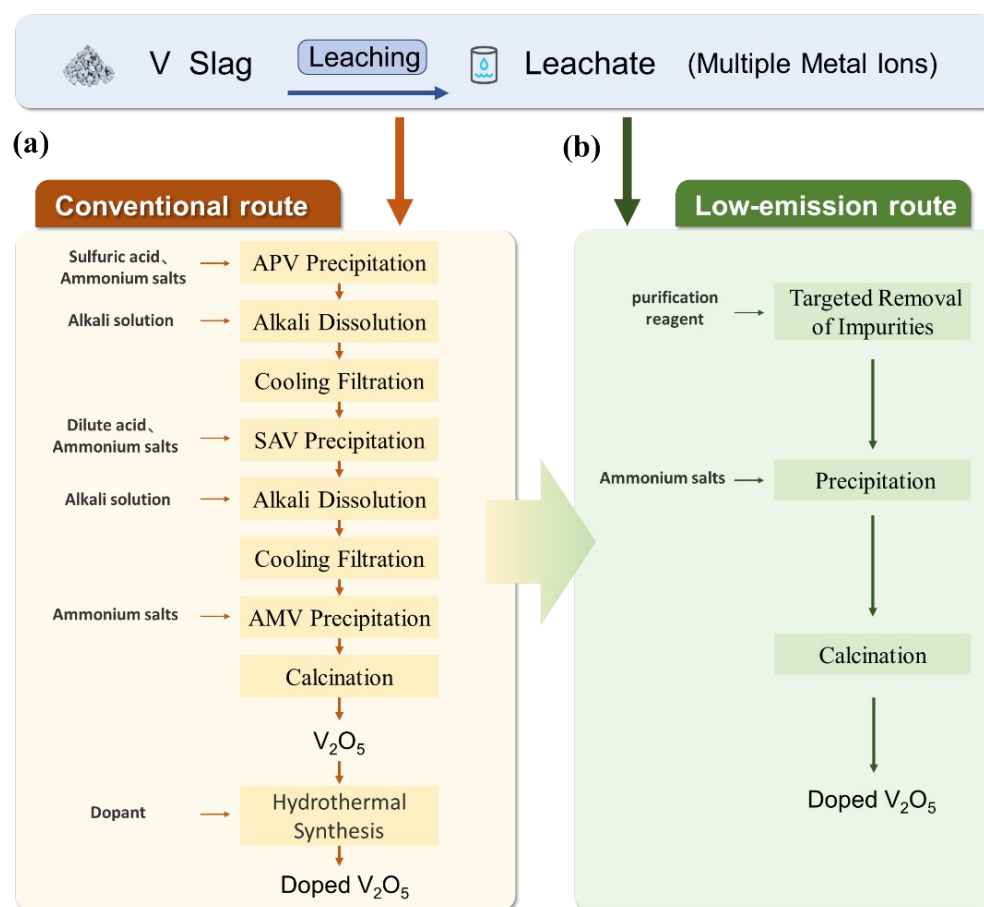 V Slag
Leaching
Leachate (Multiple Metal Ions)
(a)
Conventional route
Sulfuric acid、
Ammonium salts
APV Precipitation
Alkali solution
Alkali Dissolution
Cooling Filtration
Dilute acid、
Ammonium salts
SAV Precipitation
Alkali solution
Alkali Dissolution
Cooling Filtration
Ammonium salts
AMV Precipitation
Calcination
V₂O₅
Dopant
Hydrothermal
Synthesis
Doped V₂O₅
(b)
Low-emission route
purification
reagent
Targeted Removal
of Impurities
Ammonium salts
Precipitation
Calcination
Doped V₂O₅